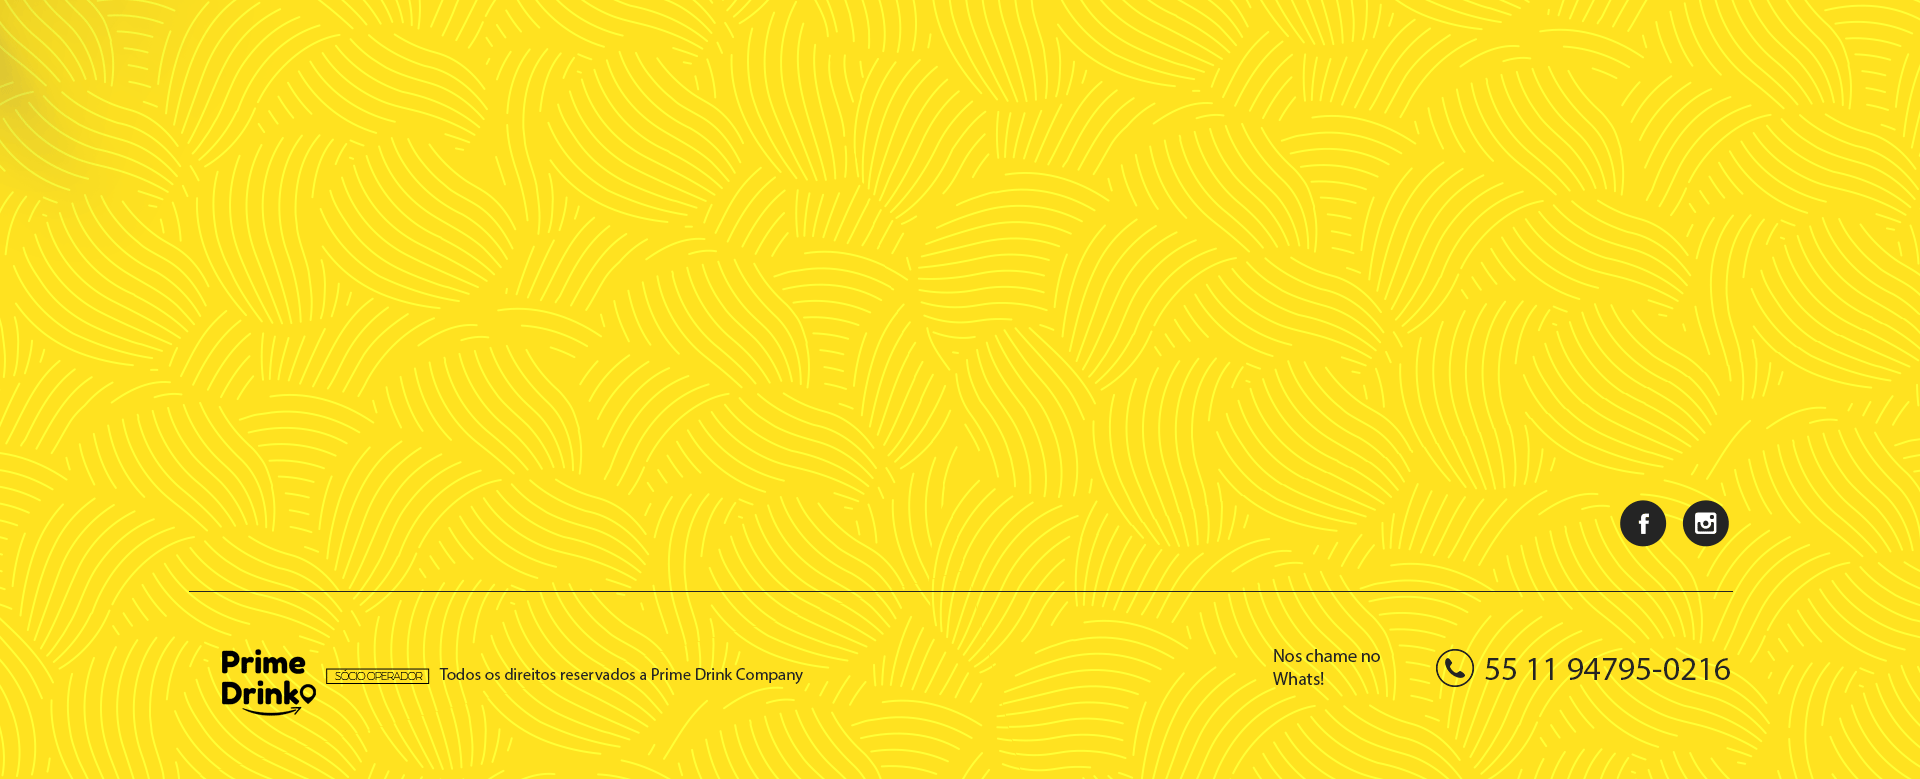 Prime
Drink
SÓCIO OPERADOR
Todos os direitos reservados a Prime Drink Company
Nos chame no
Whats!
55 11 94795-0216